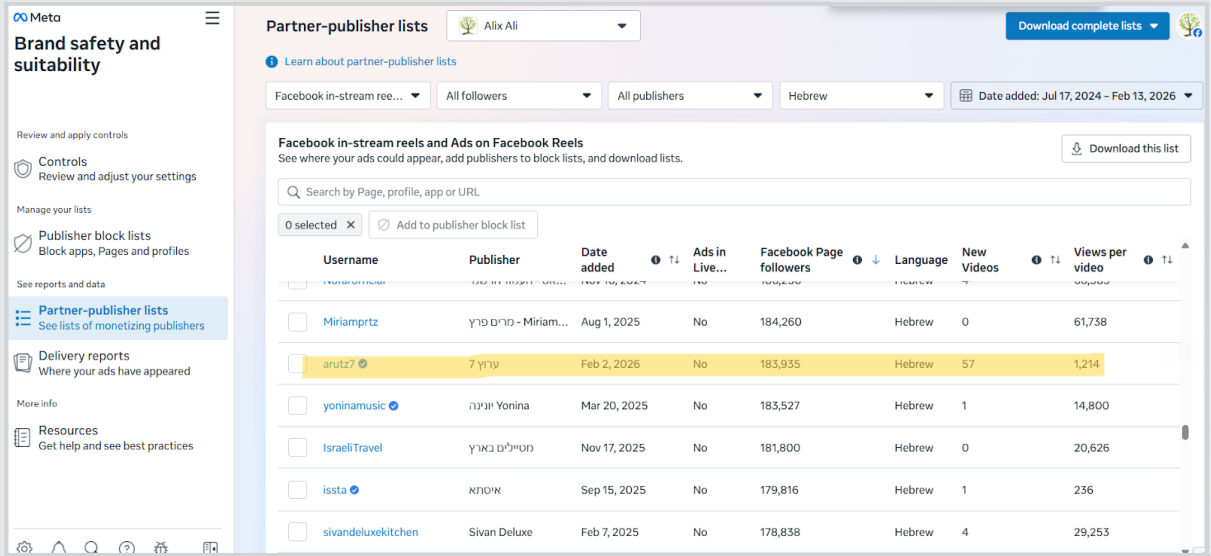 Meta
Brand safety and
suitability
Review and apply controls
Controls
Review and adjust your settings
Manage your lists
Publisher block lists
Block apps, Pages and profiles
See reports and data
Partner-publisher lists
See lists of monetizing publishers
Delivery reports
Where your ads have appeared
More info
Resources
Get help and see best practices
Partner-publisher lists
Alix Ali
Download complete lists
Learn about partner-publisher lists
Facebook in-stream ree...
All followers
All publishers
Hebrew
Date added: Jul 17, 2024 – Feb 13, 2026
Facebook in-stream reels and Ads on Facebook Reels
See where your ads could appear, add publishers to block lists, and download lists.
Download this list
Search by Page, profile, app or URL
0 selected
Add to publisher block list
Username Publisher Date added Ads in Live... Facebook Page followers Language New Videos Views per video
Miriamprtz מרים פרץ - Miriam... Aug 1, 2025 No 184,260 Hebrew 0 61,738
arutz7 ערוץ 7 Feb 2, 2026 No 183,935 Hebrew 57 1,214
yoninamusic יונינה Yonina Mar 20, 2025 No 183,527 Hebrew 1 14,800
IsraeliTravel מטיילים בארץ Nov 17, 2025 No 181,800 Hebrew 0 20,626
issta איסתא Sep 15, 2025 No 179,816 Hebrew 1 236
sivandeluxekitchen Sivan Deluxe Feb 7, 2025 No 178,838 Hebrew 4 29,253